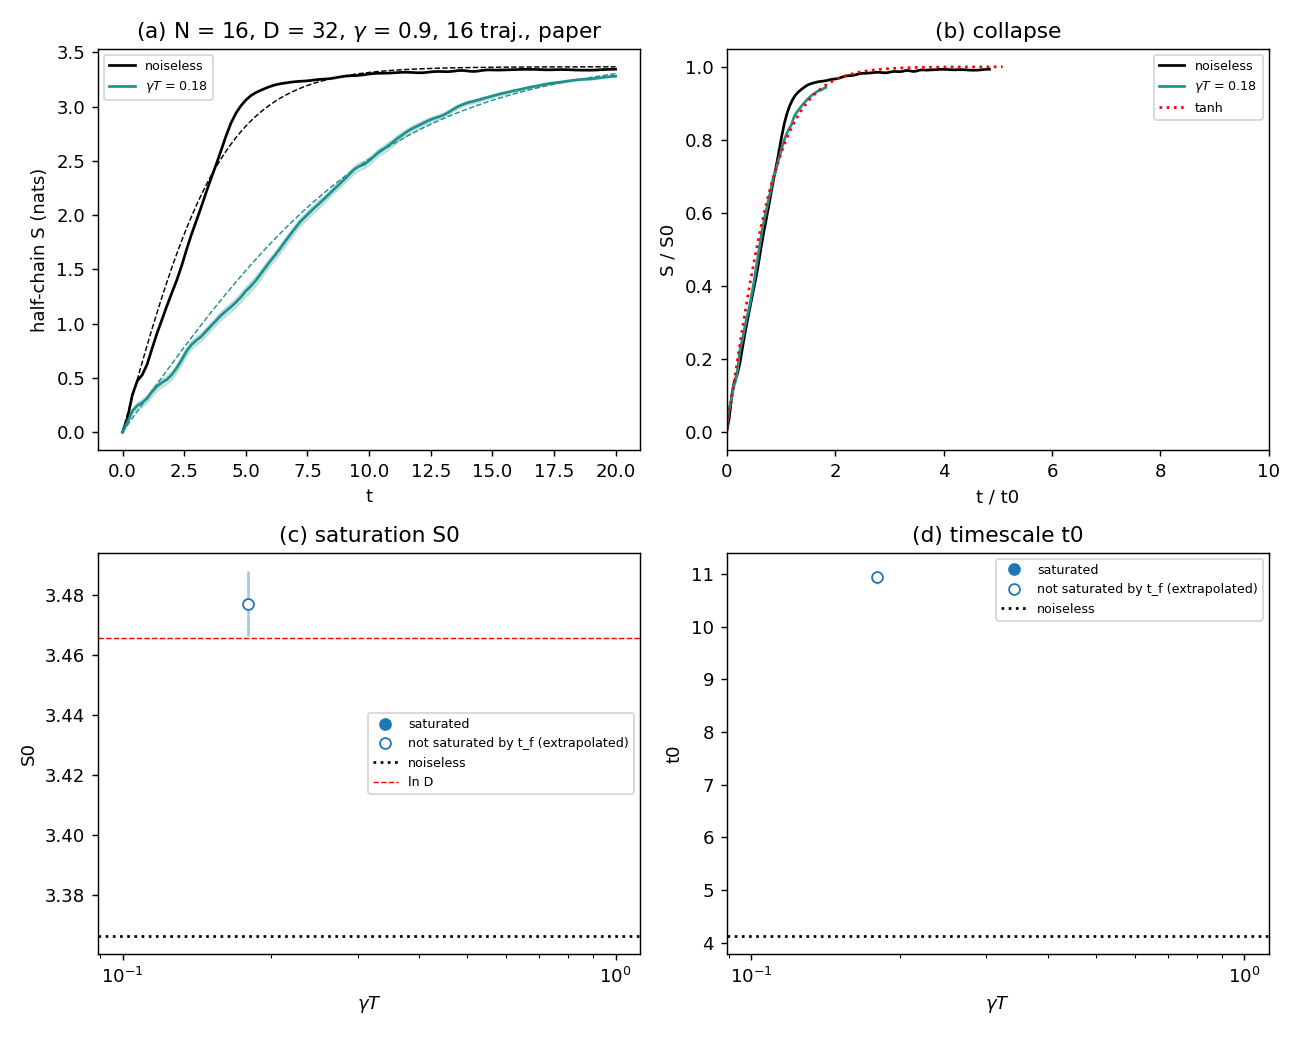 (a) N = 16, D = 32, γ = 0.9, 16 traj., paper
half-chain S (nats)
3.5
3.0
2.5
2.0
1.5
1.0
0.5
0.0
noiseless
γT = 0.18
0.0 2.5 5.0 7.5 10.0 12.5 15.0 17.5 20.0
t
(b) collapse
S / S0
1.0
0.8
0.6
0.4
0.2
0.0
noiseless
γT = 0.18
tanh
0 2 4 6 8 10
t / t0
(c) saturation S0
S0
3.48
3.46
3.44
3.42
3.40
3.38
saturated
not saturated by t_f (extrapolated)
noiseless
ln D
10⁻¹ 10⁰
γT
(d) timescale t0
t0
11
10
9
8
7
6
5
4
saturated
not saturated by t_f (extrapolated)
noiseless
10⁻¹ 10⁰
γT